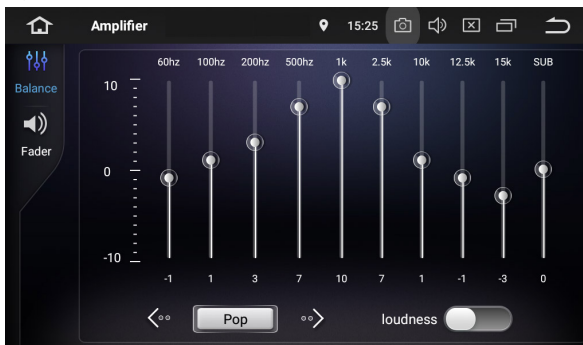 Amplifier 15:25
60hz 100hz 200hz 500hz 1k 2.5k 10k 12.5k 15k SUB
Balance
10
Fader
0
-10
-1 1 3 7 10 7 1 -1 -3 0
Pop loudness